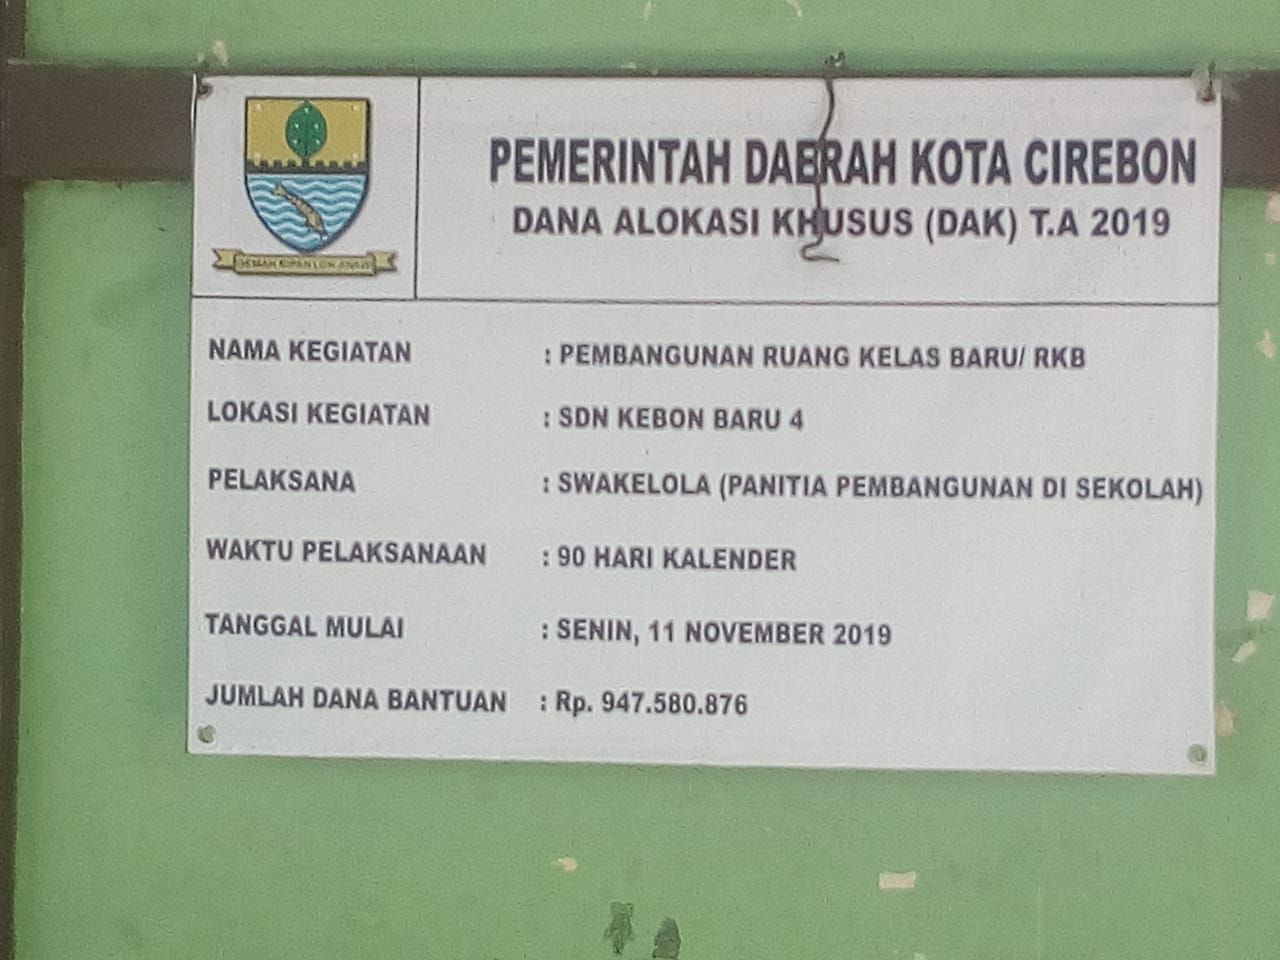 PEMERINTAH DAERAH KOTA CIREBON
DANA ALOKASI KHUSUS (DAK) T.A 2019
NAMA KEGIATAN : PEMBANGUNAN RUANG KELAS BARU/ RKB
LOKASI KEGIATAN : SDN KEBON BARU 4
PELAKSANA : SWAKELOLA (PANITIA PEMBANGUNAN DI SEKOLAH)
WAKTU PELAKSANAAN : 90 HARI KALENDER
TANGGAL MULAI : SENIN, 11 NOVEMBER 2019
JUMLAH DANA BANTUAN : Rp. 947.580.876